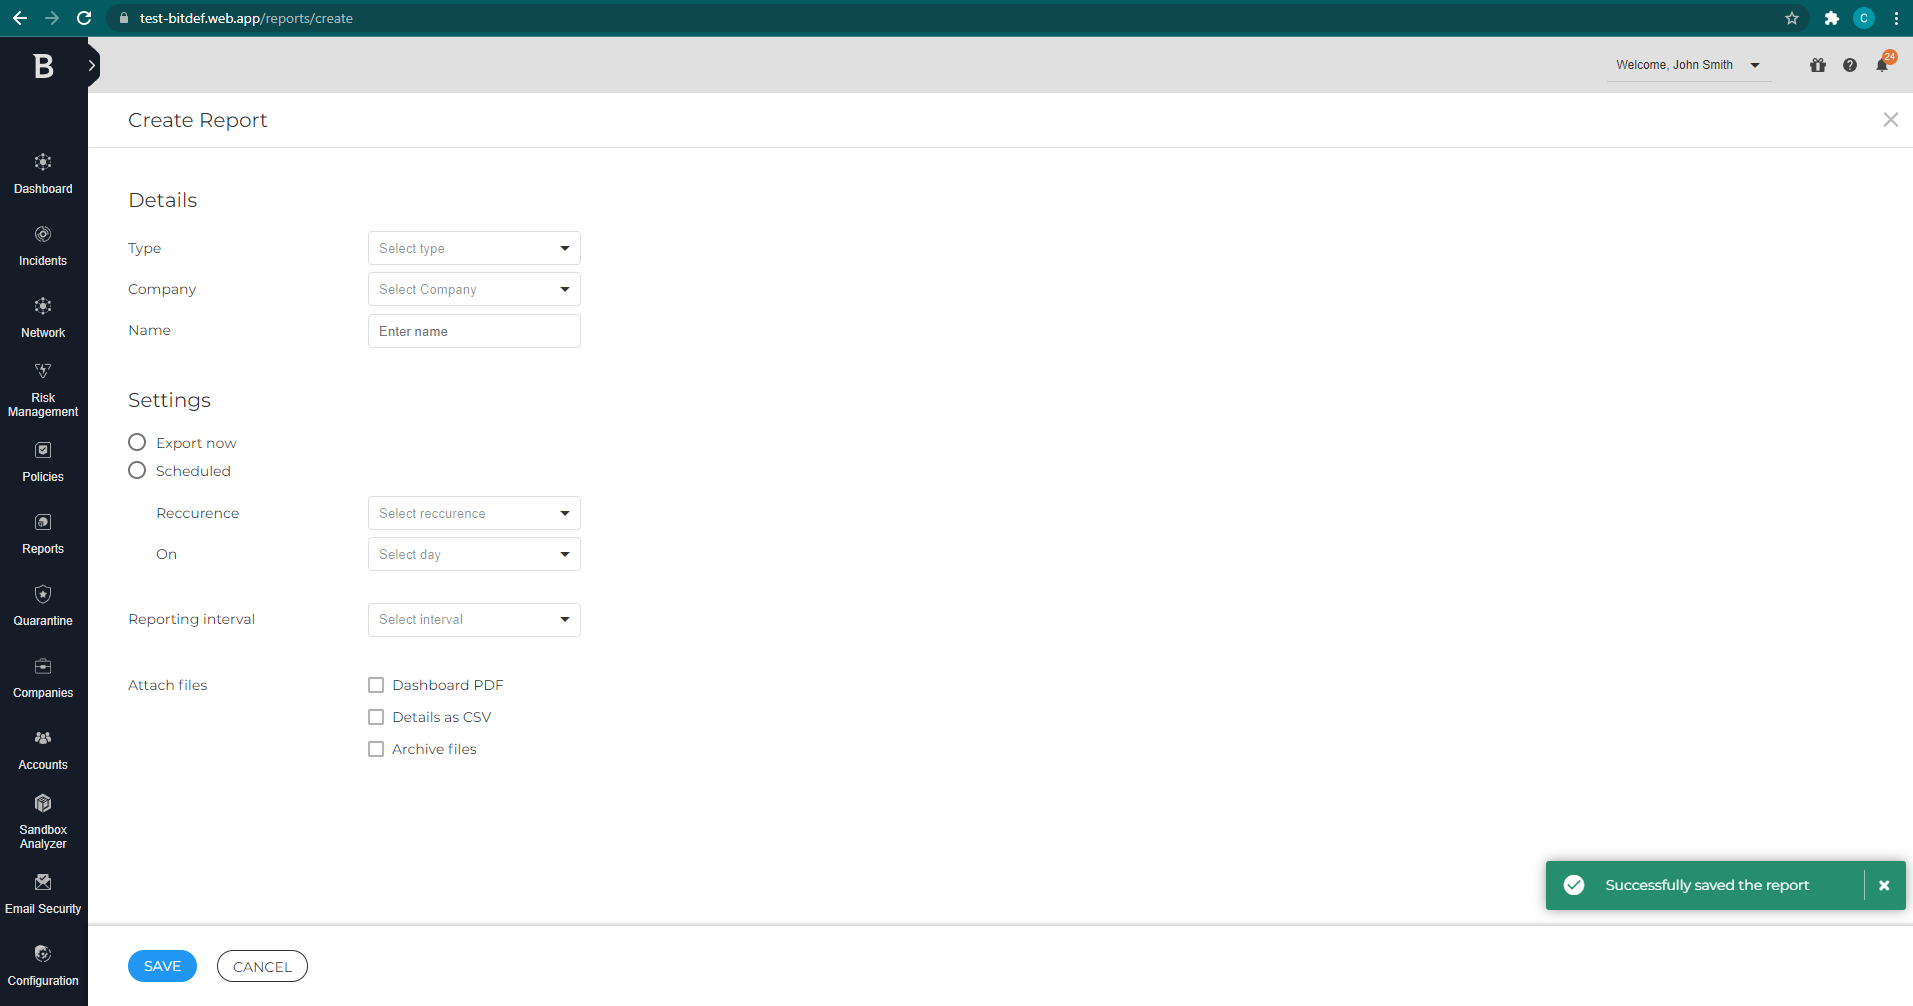 test-bitdef.web.app/reports/create
C
B
Welcome, John Smith
24
Create Report
Dashboard
Incidents
Network
Risk
Management
Policies
Reports
Quarantine
Companies
Accounts
Sandbox
Analyzer
Email Security
Configuration
Details
Type
Select type
Company
Select Company
Name
Enter name
Settings
Export now
Scheduled
Reccurence
Select reccurence
On
Select day
Reporting interval
Select interval
Attach files
Dashboard PDF
Details as CSV
Archive files
Successfully saved the report
SAVE
CANCEL